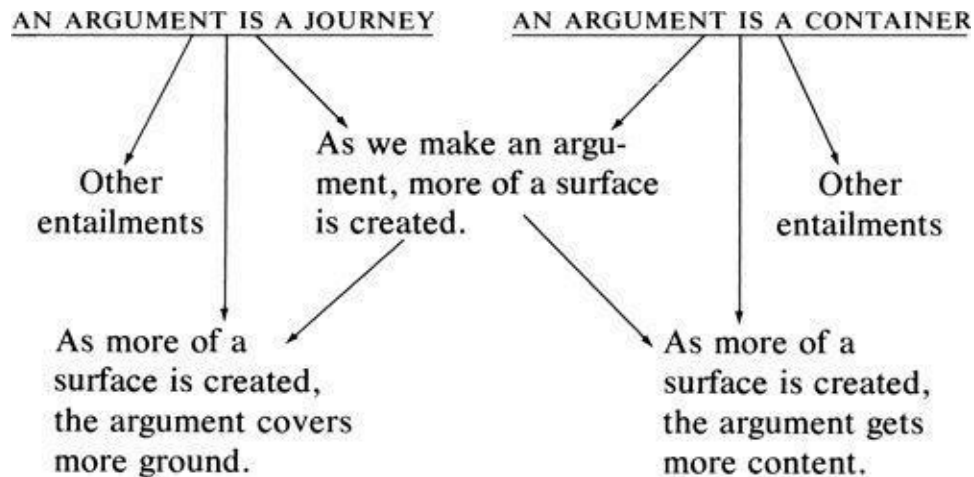 AN ARGUMENT IS A JOURNEY
AN ARGUMENT IS A CONTAINER
As we make an argu-
ment, more of a surface
is created.
Other
entailments
Other
entailments
As more of a
surface is created,
the argument covers
more ground.
As more of a
surface is created,
the argument gets
more content.